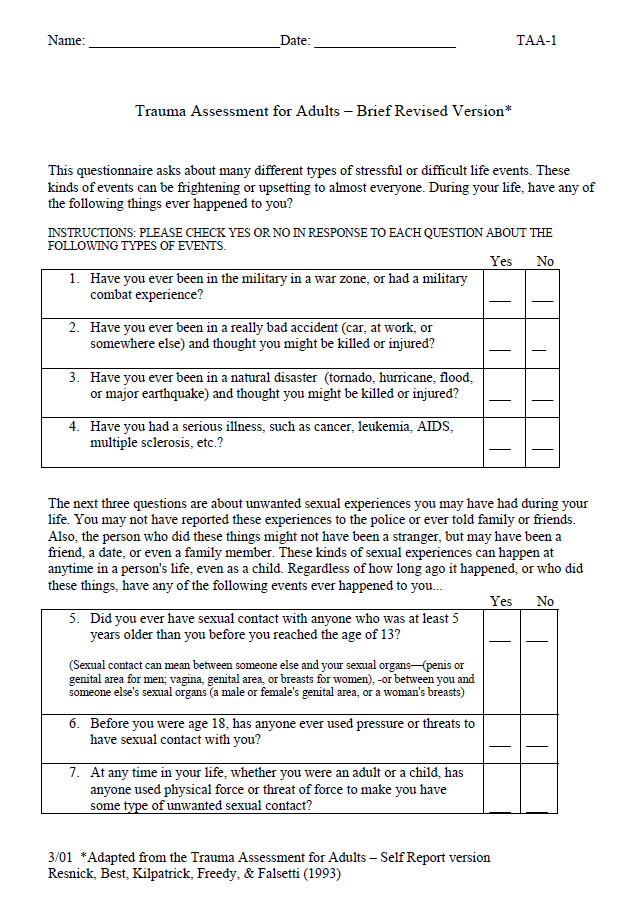 Name: ___________________________Date: ____________________ TAA-1
Trauma Assessment for Adults – Brief Revised Version*
This questionnaire asks about many different types of stressful or difficult life events. These
kinds of events can be frightening or upsetting to almost everyone. During your life, have any of
the following things ever happened to you?
INSTRUCTIONS: PLEASE CHECK YES OR NO IN RESPONSE TO EACH QUESTION ABOUT THE
FOLLOWING TYPES OF EVENTS.
Yes No
1. Have you ever been in the military in a war zone, or had a military
combat experience? ___ ___
2. Have you ever been in a really bad accident (car, at work, or
somewhere else) and thought you might be killed or injured? ___ __
3. Have you ever been in a natural disaster (tornado, hurricane, flood,
or major earthquake) and thought you might be killed or injured? ___ ___
4. Have you had a serious illness, such as cancer, leukemia, AIDS,
multiple sclerosis, etc.? ___ ___
The next three questions are about unwanted sexual experiences you may have had during your
life. You may not have reported these experiences to the police or ever told family or friends.
Also, the person who did these things might not have been a stranger, but may have been a
friend, a date, or even a family member. These kinds of sexual experiences can happen at
anytime in a person's life, even as a child. Regardless of how long ago it happened, or who did
these things, have any of the following events ever happened to you...
Yes No
5. Did you ever have sexual contact with anyone who was at least 5
years older than you before you reached the age of 13? ___ ___
(Sexual contact can mean between someone else and your sexual organs—(penis or
genital area for men; vagina, genital area, or breasts for women), -or between you and
someone else's sexual organs (a male or female's genital area, or a woman's breasts)
6. Before you were age 18, has anyone ever used pressure or threats to
have sexual contact with you? ___ ___
7. At any time in your life, whether you were an adult or a child, has
anyone used physical force or threat of force to make you have
some type of unwanted sexual contact? ___ ___
3/01 *Adapted from the Trauma Assessment for Adults – Self Report version
Resnick, Best, Kilpatrick, Freedy, & Falsetti (1993)